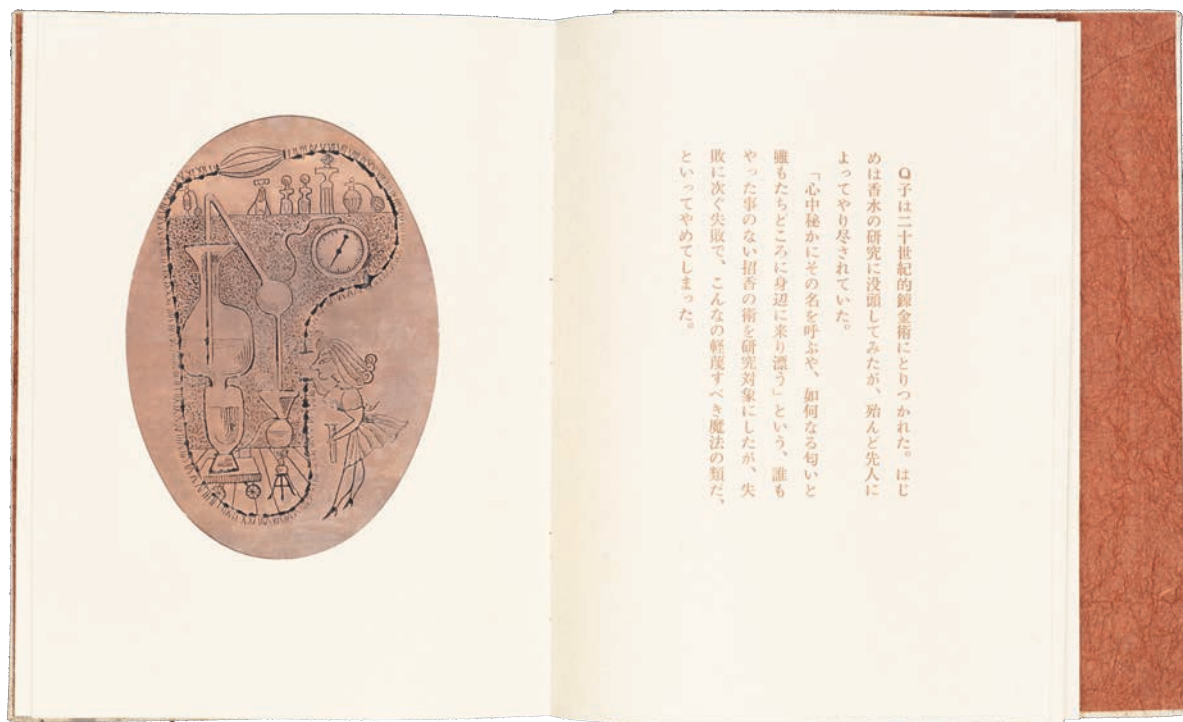 Q子は二十世紀的錬金術にとりつかれた。はじ
めは香水の研究に没頭してみたが、殆んど先人に
よってやり尽されていた。
「心中秘かにその名を呼ぶや、如何なる匂いと
雖もたちどころに身辺に来り漂う」という、誰も
やった事のない招香の術を研究対象にしたが、失
敗に次ぐ失敗で、こんなの軽蔑すべき魔法の類だ、
といってやめてしまった。